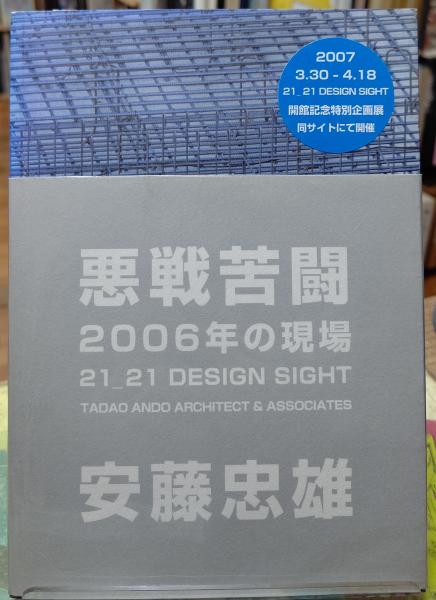 2007
3.30 - 4.18
21_21 DESIGN SIGHT
開館記念特別企画展
同サイトにて開催
悪戦苦闘
2006年の現場
21_21 DESIGN SIGHT
TADAO ANDO ARCHITECT & ASSOCIATES
安藤忠雄